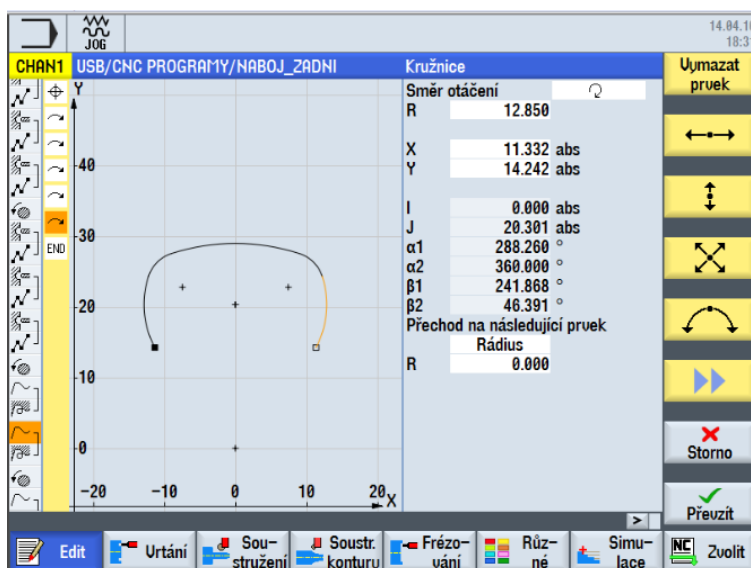 14.04.1
18:3
JOG
CHAN1 USB/CNC PROGRAMY/NABOJ_ZADNI Kružnice
Vymazat
prvek
Směr otáčení
R 12.850
X 11.332 abs
Y 14.242 abs
I 0.000 abs
J 20.301 abs
α1 288.260 °
α2 360.000 °
β1 241.868 °
β2 46.391 °
Přechod na následující prvek
Rádius
R 0.000
END
Y
40
30
20
10
0
-20 -10 0 10 20 X
Storno
Převzít
>
Edit
Urtání
Sou-
stružení
Soustr.
konturu
Frézo-
vání
Růz-
né
Simu-
lace
NC Zvolit